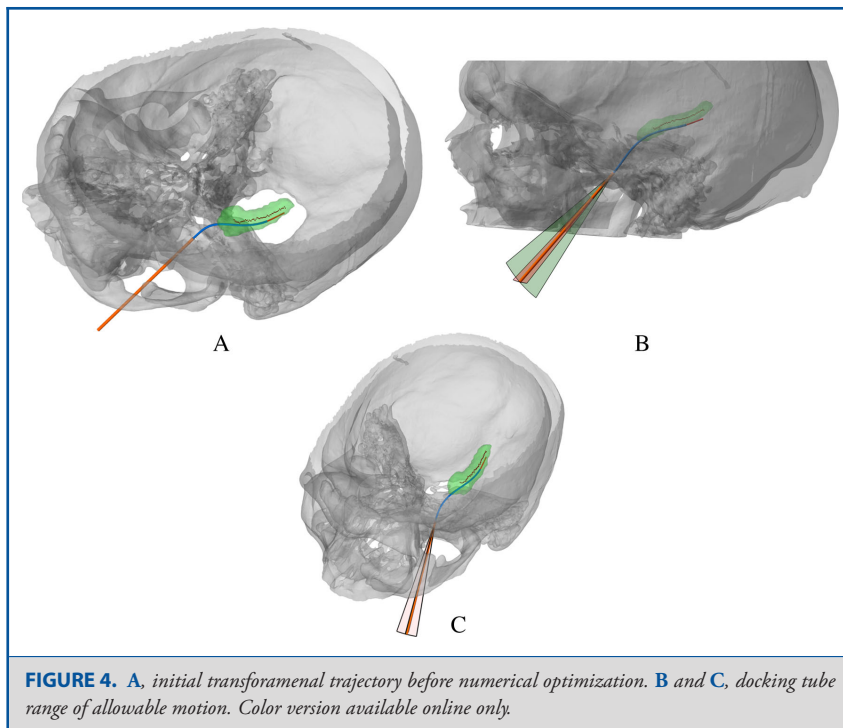 A
B
C
FIGURE 4. A, initial transforamenal trajectory before numerical optimization. B and C, docking tube
range of allowable motion. Color version available online only.